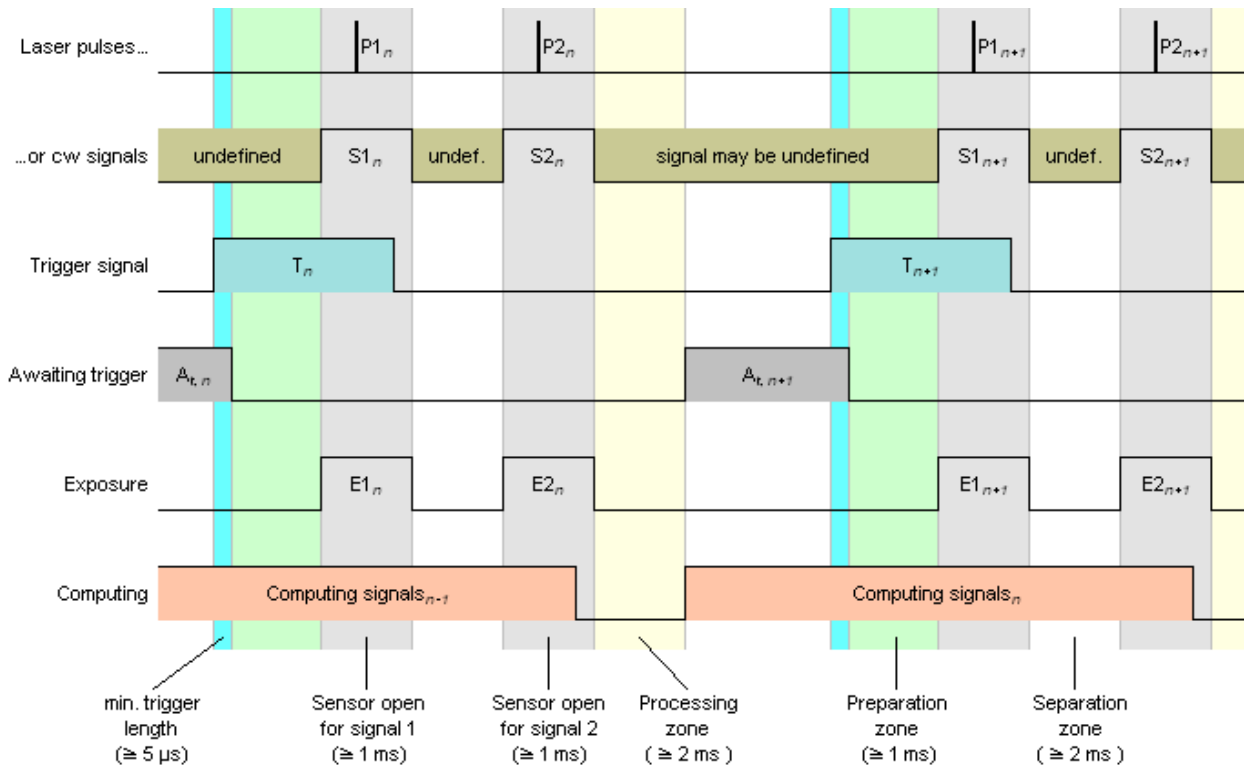 Laser pulses... P1n P2n P1n+1 P2n+1
...or cw signals undefined S1n undef. S2n signal may be undefined S1n+1 undef. S2n+1
Trigger signal Tn Tn+1
Awaiting trigger At, n At, n+1
Exposure E1n E2n E1n+1 E2n+1
Computing Computing signalsn-1 Computing signalsn
min. trigger
length
(≅ 5 µs)
Sensor open
for signal 1
(≅ 1 ms)
Sensor open
for signal 2
(≅ 1 ms)
Processing
zone
(≅ 2 ms)
Preparation
zone
(≅ 1 ms)
Separation
zone
(≅ 2 ms)